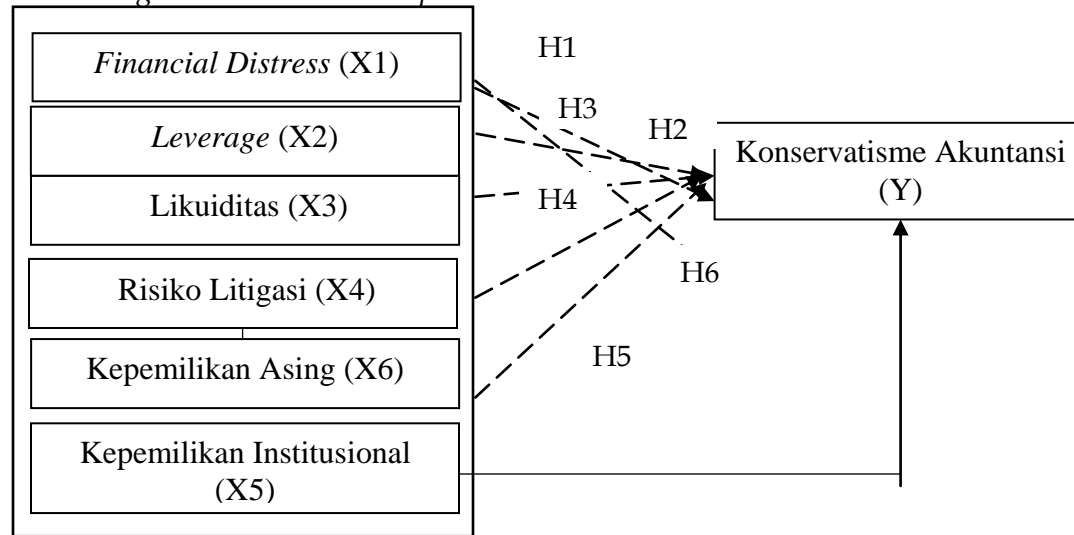 Financial Distress (X1)
Leverage (X2)
Likuiditas (X3)
Risiko Litigasi (X4)
Kepemilikan Asing (X6)
Kepemilikan Institusional
(X5)
H1
H3
H2
H4
H6
H5
Konservatisme Akuntansi
(Y)